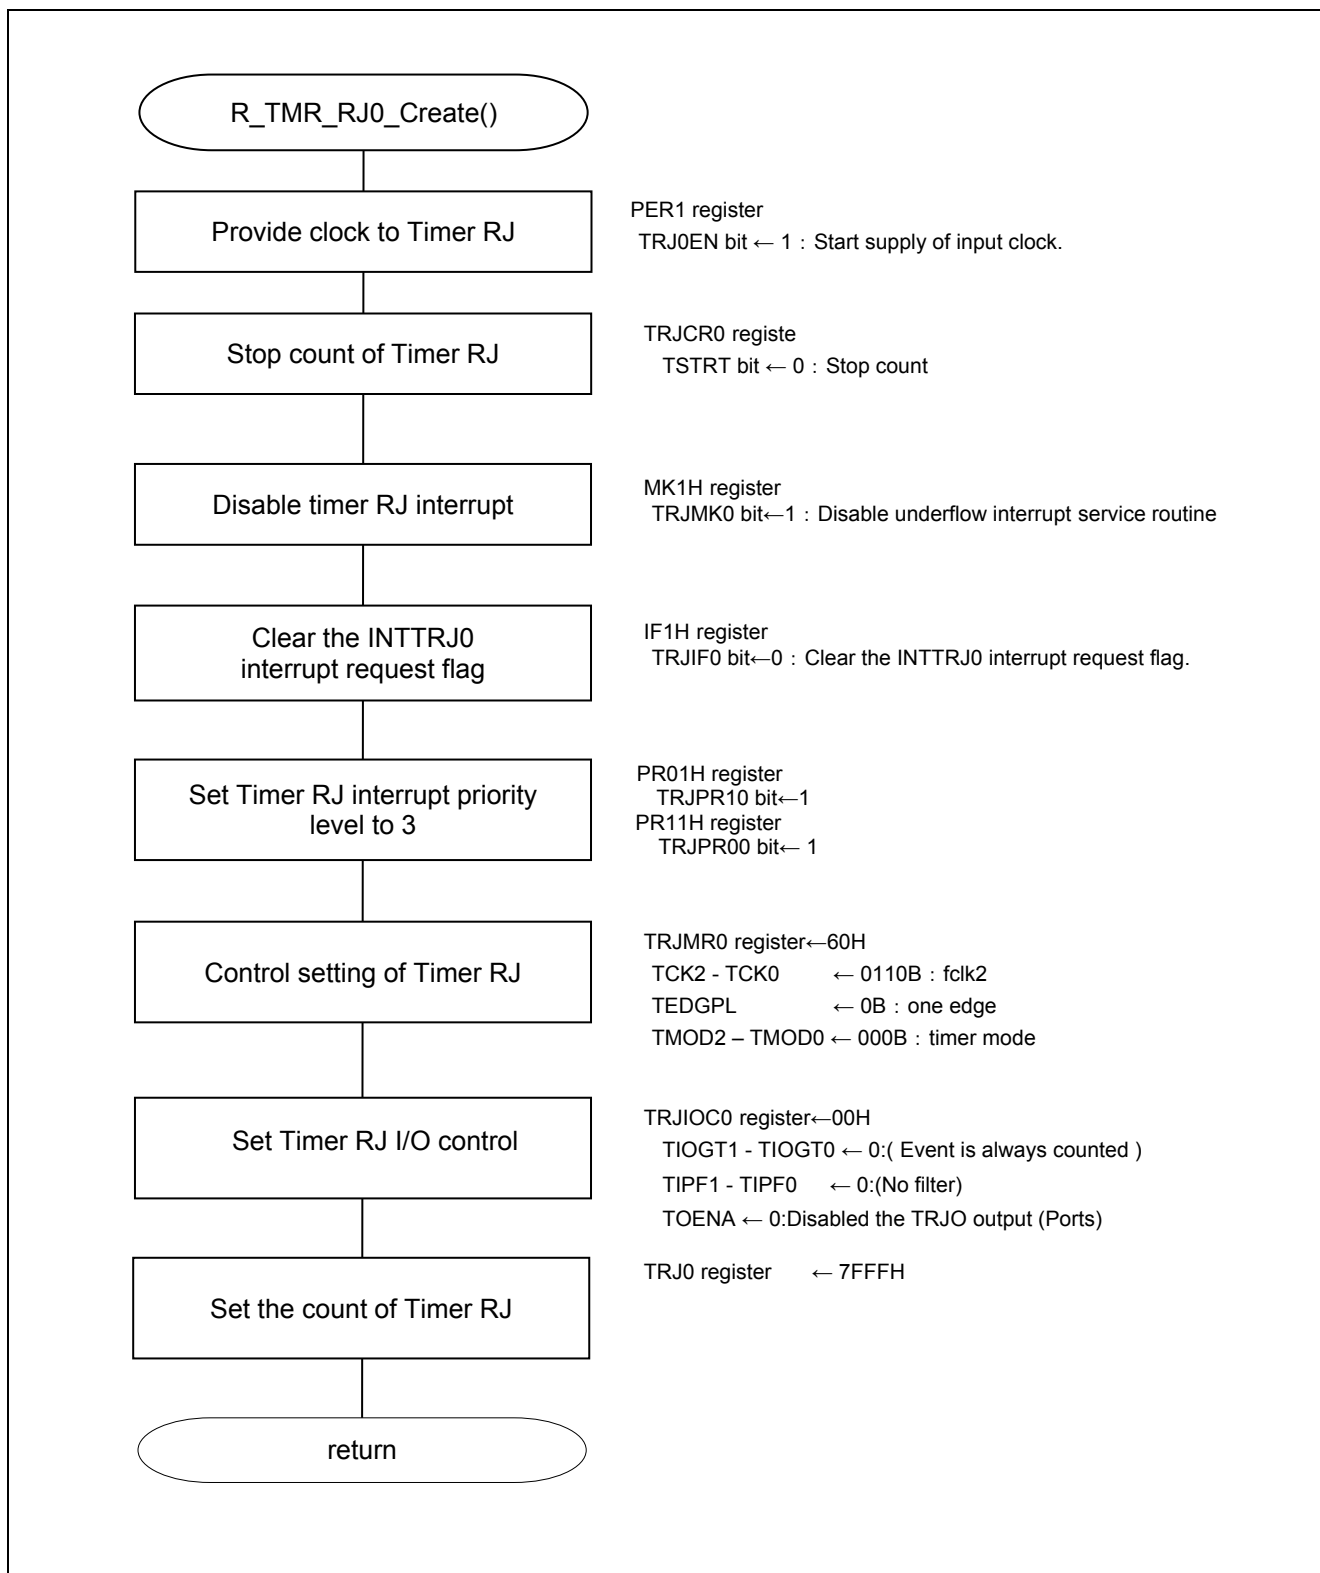 R_TMR_RJ0_Create()
Provide clock to Timer RJ
PER1 register
TRJ0EN bit ← 1 : Start supply of input clock.
Stop count of Timer RJ
TRJCR0 registe
TSTRT bit ← 0 : Stop count
Disable timer RJ interrupt
MK1H register
TRJMK0 bit←1 : Disable underflow interrupt service routine
Clear the INTTRJ0
interrupt request flag
IF1H register
TRJIF0 bit←0 : Clear the INTTRJ0 interrupt request flag.
Set Timer RJ interrupt priority
level to 3
PR01H register
TRJPR10 bit←1
PR11H register
TRJPR00 bit← 1
Control setting of Timer RJ
TRJMR0 register←60H
TCK2 - TCK0 ← 0110B : fclk2
TEDGPL ← 0B : one edge
TMOD2 – TMOD0 ← 000B : timer mode
Set Timer RJ I/O control
TRJIOC0 register←00H
TIOGT1 - TIOGT0 ← 0:( Event is always counted )
TIPF1 - TIPF0 ← 0:(No filter)
TOENA ← 0:Disabled the TRJO output (Ports)
Set the count of Timer RJ
TRJ0 register ← 7FFFH
return